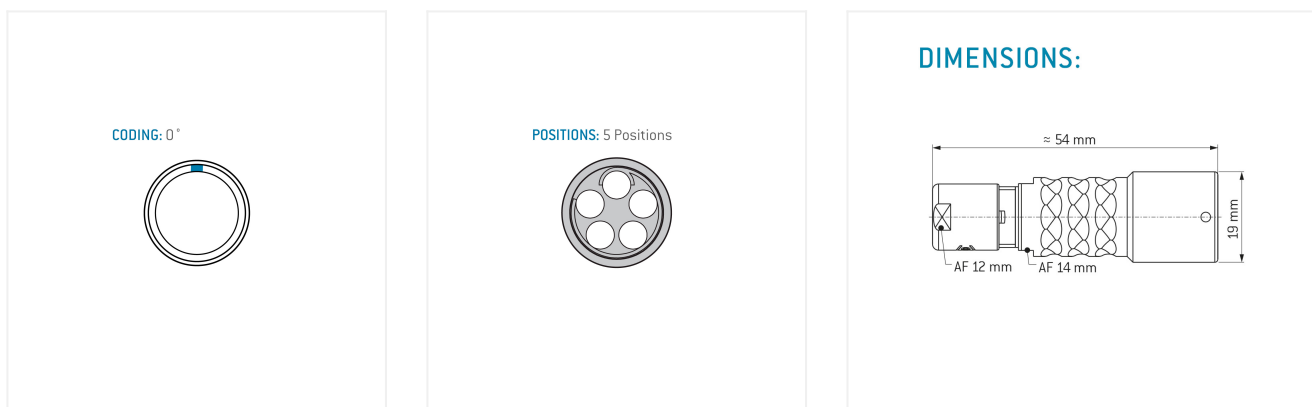 CODING: 0°
POSITIONS: 5 Positions
DIMENSIONS:
≈ 54 mm
19 mm
AF 12 mm
AF 14 mm